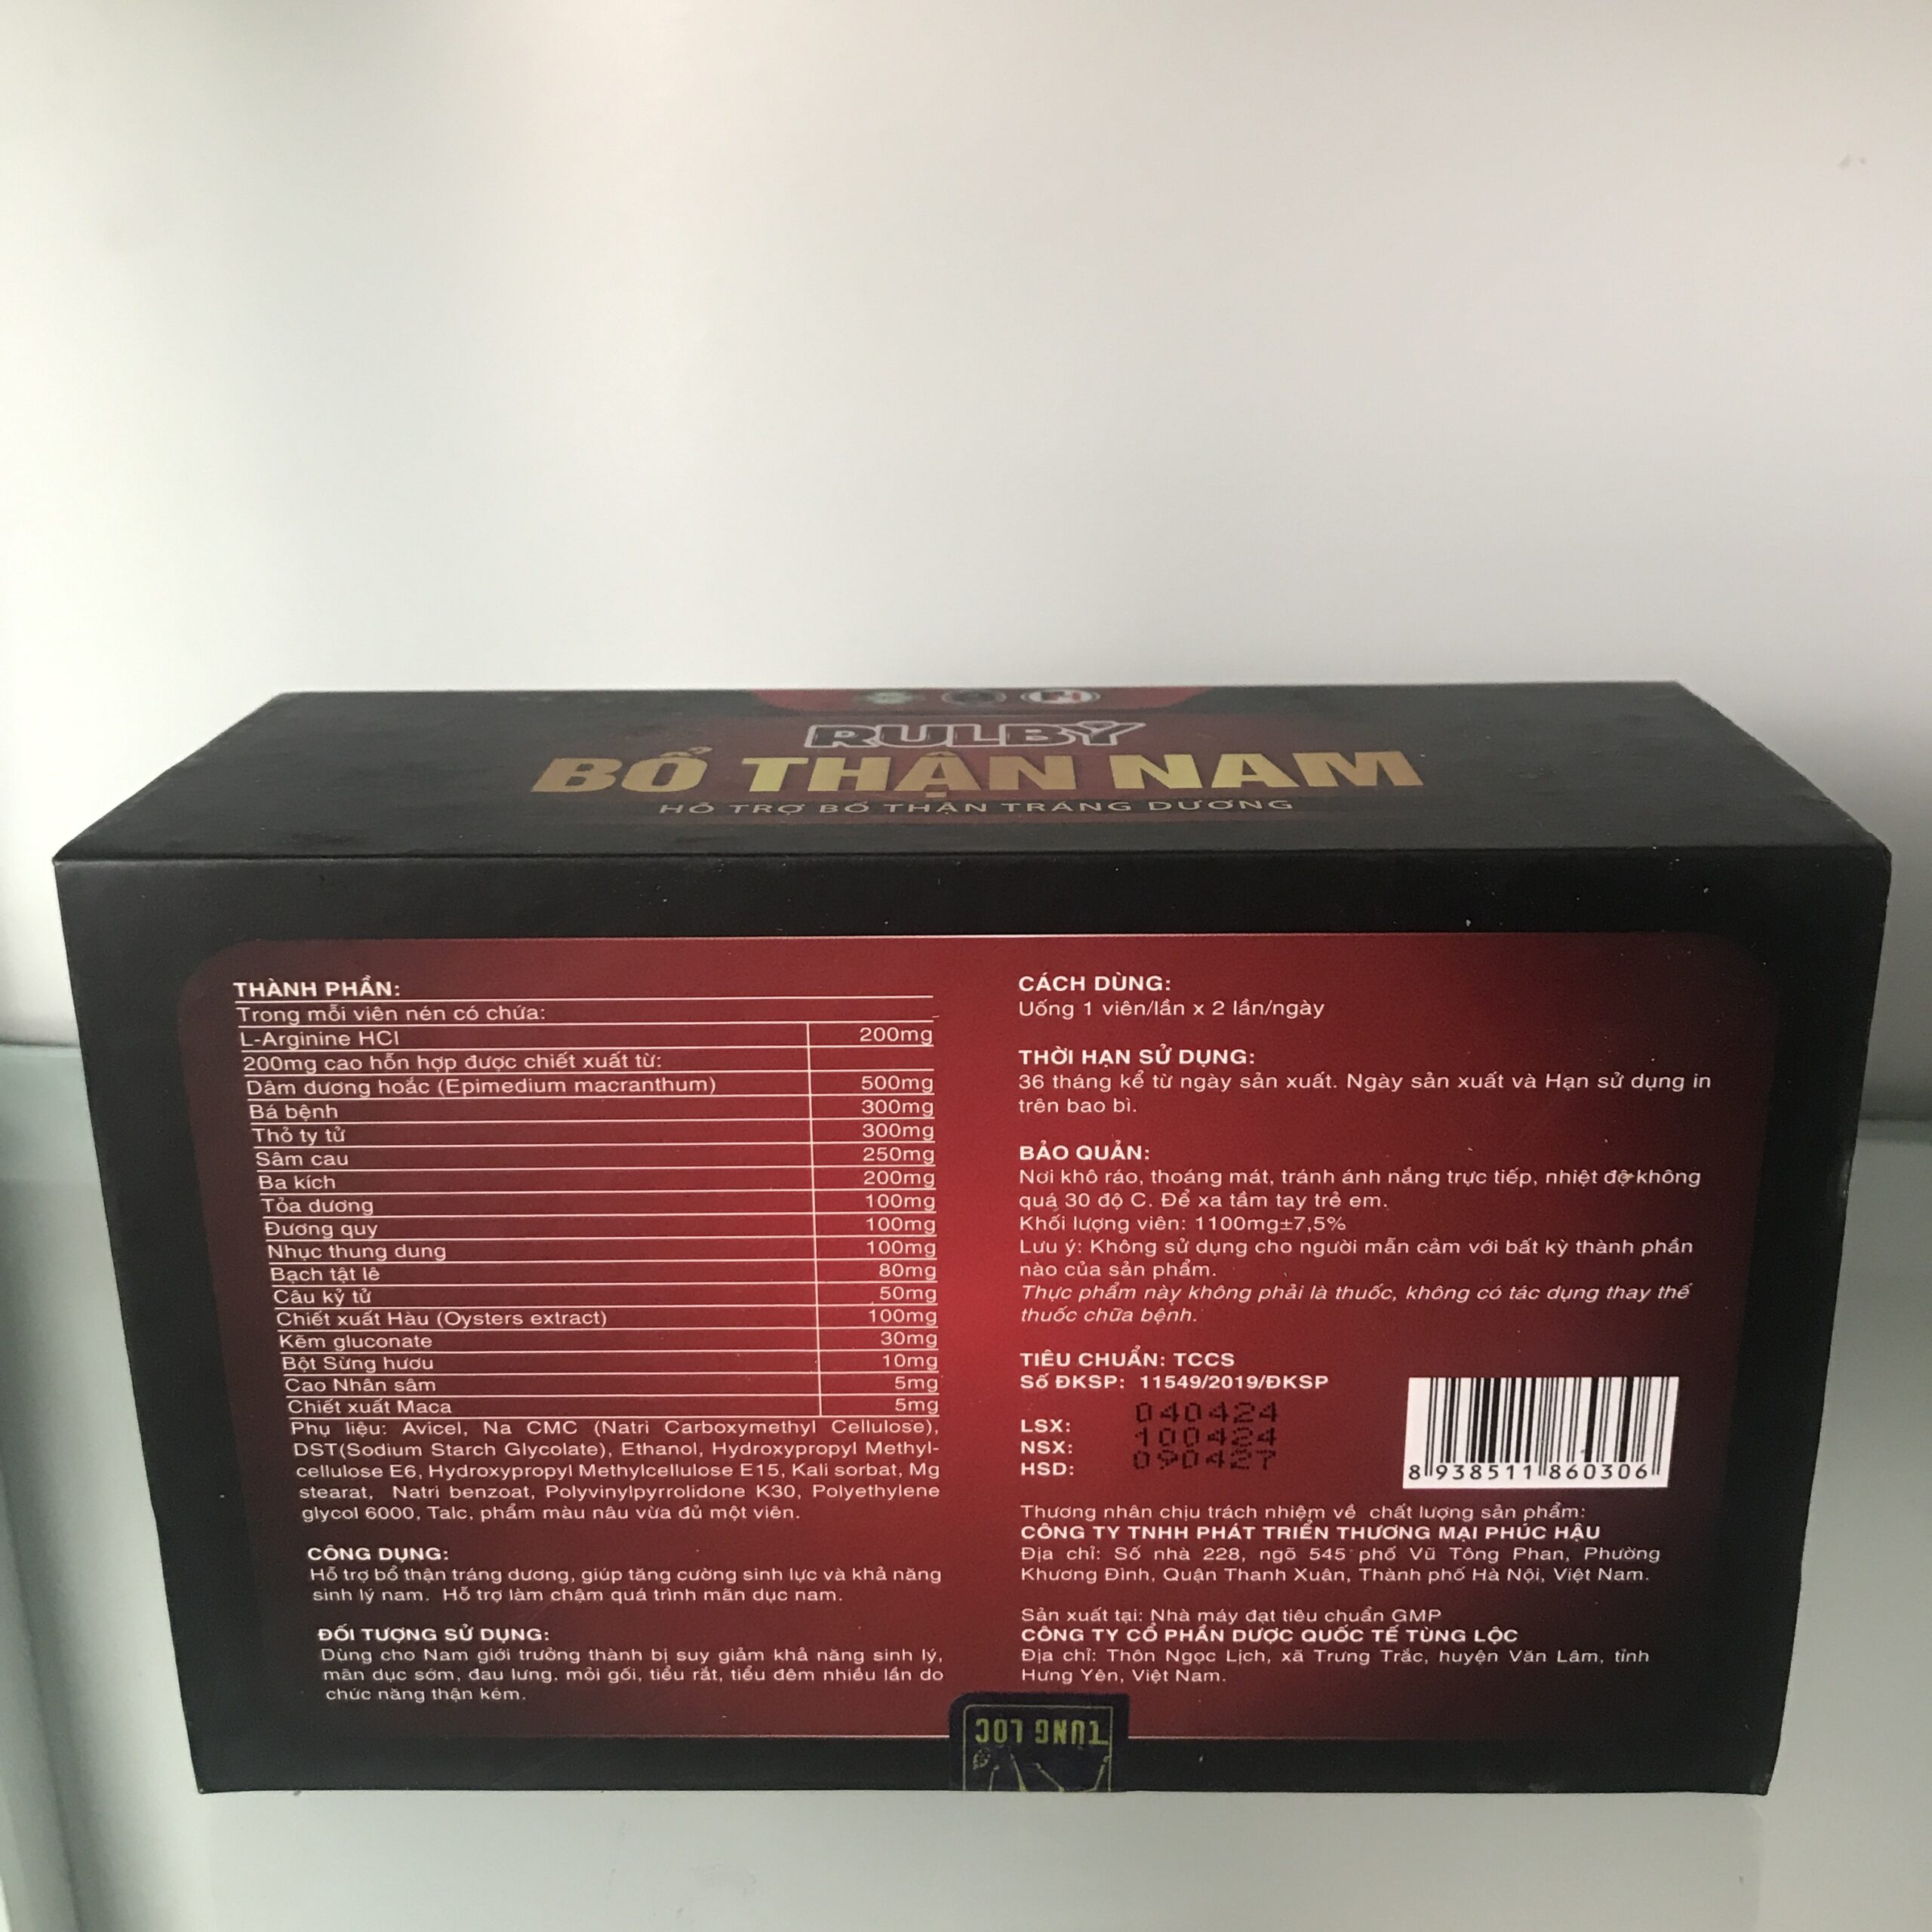 RULBY
BỔ THẬN NAM
HỖ TRỢ BỔ THẬN TRÁNG DƯƠNG
THÀNH PHẦN:
Trong mỗi viên nén có chứa:
L-Arginine HCl 200mg
200mg cao hỗn hợp được chiết xuất từ:
Dâm dương hoắc (Epimedium macranthum) 500mg
Bá bệnh 300mg
Thỏ ty tử 300mg
Sâm cau 250mg
Ba kích 200mg
Tỏa dương 100mg
Đương quy 100mg
Nhục thung dung 100mg
Bạch tật lê 80mg
Câu kỷ tử 50mg
Chiết xuất Hàu (Oysters extract) 100mg
Kẽm gluconate 30mg
Bột Sừng hươu 10mg
Cao Nhân sâm 5mg
Chiết xuất Maca 5mg
Phụ liệu: Avicel, Na CMC (Natri Carboxymethyl Cellulose),
DST(Sodium Starch Glycolate), Ethanol, Hydroxypropyl Methyl-
cellulose E6, Hydroxypropyl Methylcellulose E15, Kali sorbat, Mg
stearat, Natri benzoat, Polyvinylpyrrolidone K30, Polyethylene
glycol 6000, Talc, phẩm màu nâu vừa đủ một viên.
CÔNG DỤNG:
Hỗ trợ bổ thận tráng dương, giúp tăng cường sinh lực và khả năng
sinh lý nam. Hỗ trợ làm chậm quá trình mãn dục nam.
ĐỐI TƯỢNG SỬ DỤNG:
Dùng cho Nam giới trưởng thành bị suy giảm khả năng sinh lý,
mãn dục sớm, đau lưng, mỏi gối, tiểu rắt, tiểu đêm nhiều lần do
chức năng thận kém.
CÁCH DÙNG:
Uống 1 viên/lần x 2 lần/ngày
THỜI HẠN SỬ DỤNG:
36 tháng kể từ ngày sản xuất. Ngày sản xuất và Hạn sử dụng in
trên bao bì.
BẢO QUẢN:
Nơi khô ráo, thoáng mát, tránh ánh nắng trực tiếp, nhiệt độ không
quá 30 độ C. Để xa tầm tay trẻ em.
Khối lượng viên: 1100mg±7,5%
Lưu ý: Không sử dụng cho người mẫn cảm với bất kỳ thành phần
nào của sản phẩm.
Thực phẩm này không phải là thuốc, không có tác dụng thay thế
thuốc chữa bệnh.
TIÊU CHUẨN: TCCS
Số ĐKSP: 11549/2019/ĐKSP
LSX: 040424
NSX: 100424
HSD: 090427
8 938511 860306
Thương nhân chịu trách nhiệm về chất lượng sản phẩm:
CÔNG TY TNHH PHÁT TRIỂN THƯƠNG MẠI PHÚC HẬU
Địa chỉ: Số nhà 228, ngõ 545 phố Vũ Tông Phan, Phường
Khương Đình, Quận Thanh Xuân, Thành phố Hà Nội, Việt Nam.
Sản xuất tại: Nhà máy đạt tiêu chuẩn GMP
CÔNG TY CỔ PHẦN DƯỢC QUỐC TẾ TÙNG LỘC
Địa chỉ: Thôn Ngọc Lịch, xã Trưng Trắc, huyện Văn Lâm, tỉnh
Hưng Yên, Việt Nam.
TUNG LOC